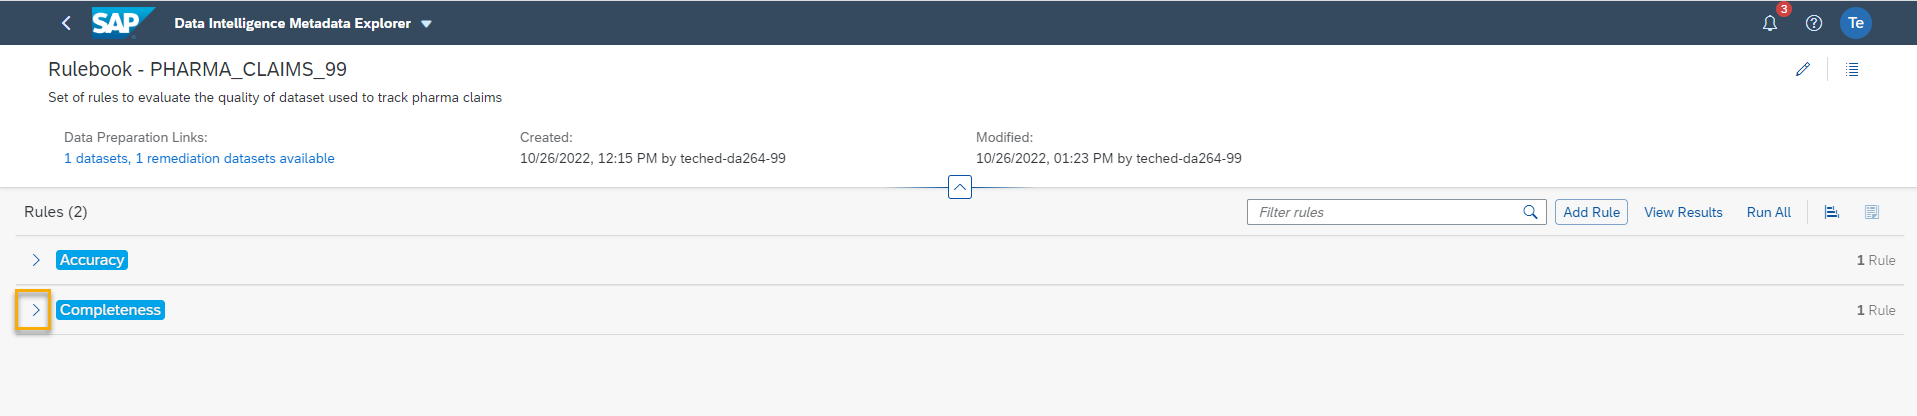 SAP Data Intelligence Metadata Explorer 3 Te
Rulebook - PHARMA_CLAIMS_99
Set of rules to evaluate the quality of dataset used to track pharma claims
Data Preparation Links: Created: Modified:
1 datasets, 1 remediation datasets available 10/26/2022, 12:15 PM by teched-da264-99 10/26/2022, 01:23 PM by teched-da264-99
Rules (2) Filter rules Add Rule View Results Run All
Accuracy 1 Rule
Completeness 1 Rule